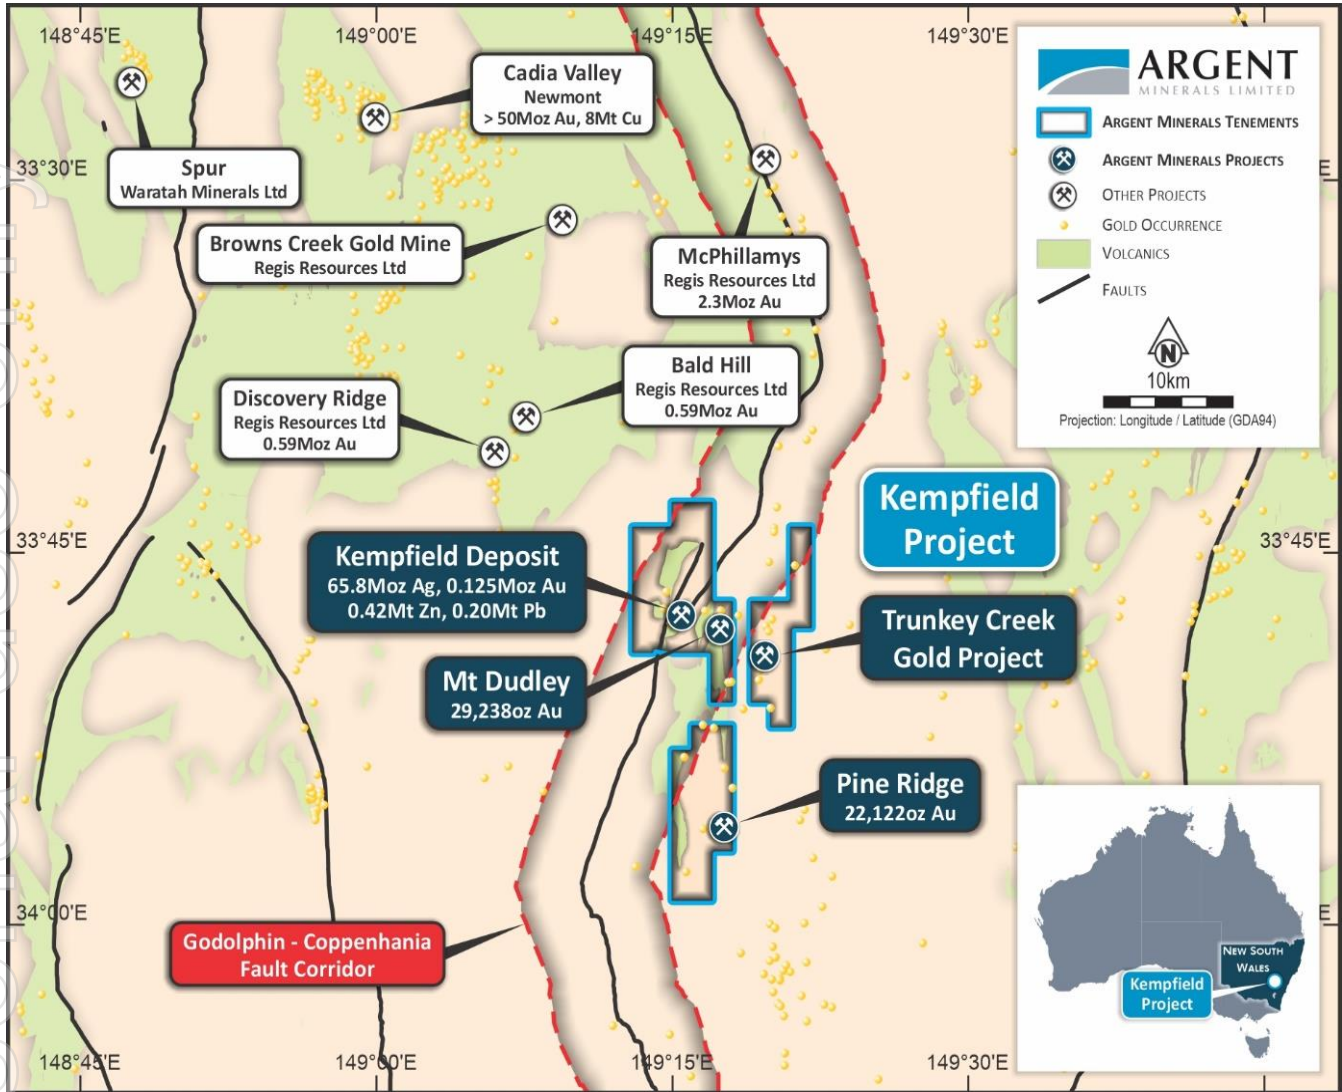 148°45'E
149°00'E
149°15'E
149°30'E
Cadia Valley
Newmont
> 50Moz Au, 8Mt Cu
ARGENT
MINERALS LIMITED
ARGENT MINERALS TENEMENTS
ARGENT MINERALS PROJECTS
OTHER PROJECTS
GOLD OCCURRENCE
VOLCANICS
FAULTS
N
10km
Projection: Longitude / Latitude (GDA94)
33°30'E
Spur
Waratah Minerals Ltd
Browns Creek Gold Mine
Regis Resources Ltd
McPhillamys
Regis Resources Ltd
2.3Moz Au
Bald Hill
Regis Resources Ltd
0.59Moz Au
Discovery Ridge
Regis Resources Ltd
0.59Moz Au
Kempfield
Project
33°45'E
33°45'E
Kempfield Deposit
65.8Moz Ag, 0.125Moz Au
0.42Mt Zn, 0.20Mt Pb
Trunkey Creek
Gold Project
Mt Dudley
29,238oz Au
Pine Ridge
22,122oz Au
34°00'E
Godolphin - Coppenhania
Fault Corridor
NEW SOUTH
WALES
Kempfield
Project
148°45'E
149°00'E
149°15'E
149°30'E